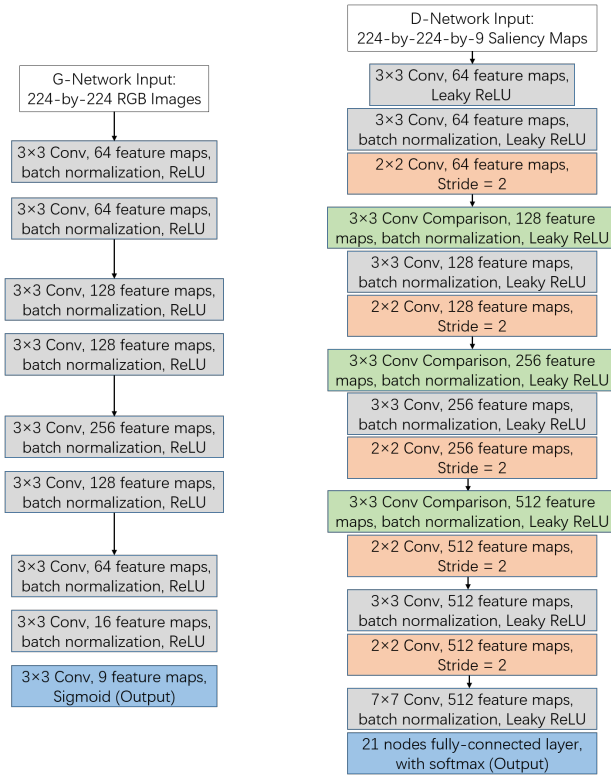 G-Network Input:
224-by-224 RGB Images
3×3 Conv, 64 feature maps,
batch normalization, ReLU
3×3 Conv, 64 feature maps,
batch normalization, ReLU
3×3 Conv, 128 feature maps,
batch normalization, ReLU
3×3 Conv, 128 feature maps,
batch normalization, ReLU
3×3 Conv, 256 feature maps,
batch normalization, ReLU
3×3 Conv, 128 feature maps,
batch normalization, ReLU
3×3 Conv, 64 feature maps,
batch normalization, ReLU
3×3 Conv, 16 feature maps,
batch normalization, ReLU
3×3 Conv, 9 feature maps,
Sigmoid (Output)
D-Network Input:
224-by-224-by-9 Saliency Maps
3×3 Conv, 64 feature maps,
Leaky ReLU
3×3 Conv, 64 feature maps,
batch normalization, Leaky ReLU
2×2 Conv, 64 feature maps,
Stride = 2
3×3 Conv Comparison, 128 feature
maps, batch normalization, Leaky ReLU
3×3 Conv, 128 feature maps,
batch normalization, Leaky ReLU
2×2 Conv, 128 feature maps,
Stride = 2
3×3 Conv Comparison, 256 feature
maps, batch normalization, Leaky ReLU
3×3 Conv, 256 feature maps,
batch normalization, Leaky ReLU
2×2 Conv, 256 feature maps,
Stride = 2
3×3 Conv Comparison, 512 feature
maps, batch normalization, Leaky ReLU
2×2 Conv, 512 feature maps,
Stride = 2
3×3 Conv, 512 feature maps,
batch normalization, Leaky ReLU
2×2 Conv, 512 feature maps,
Stride = 2
7×7 Conv, 512 feature maps,
batch normalization, Leaky ReLU
21 nodes fully-connected layer,
with softmax (Output)